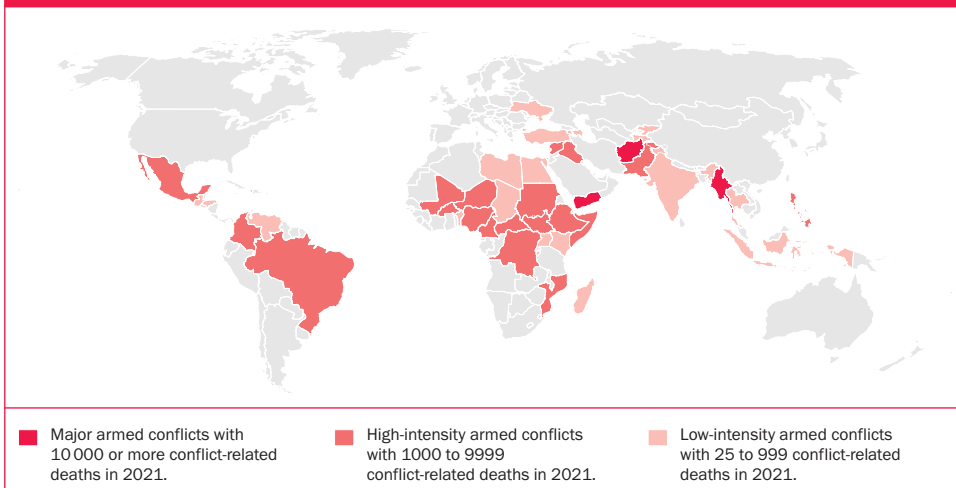 Major armed conflicts with
10 000 or more conflict-related
deaths in 2021.
High-intensity armed conflicts
with 1000 to 9999
conflict-related deaths in 2021.
Low-intensity armed conflicts
with 25 to 999 conflict-related
deaths in 2021.